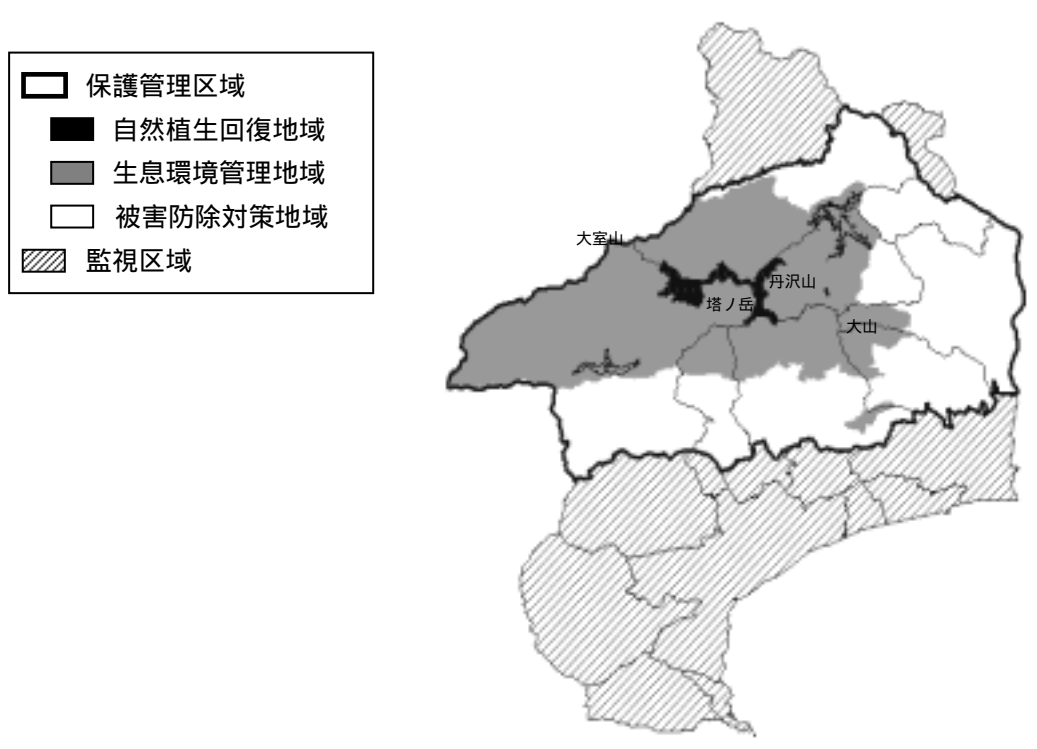 保護管理区域
自然植生回復地域
生息環境管理地域
被害防除対策地域
監視区域
大室山
丹沢山
塔ノ岳
大山